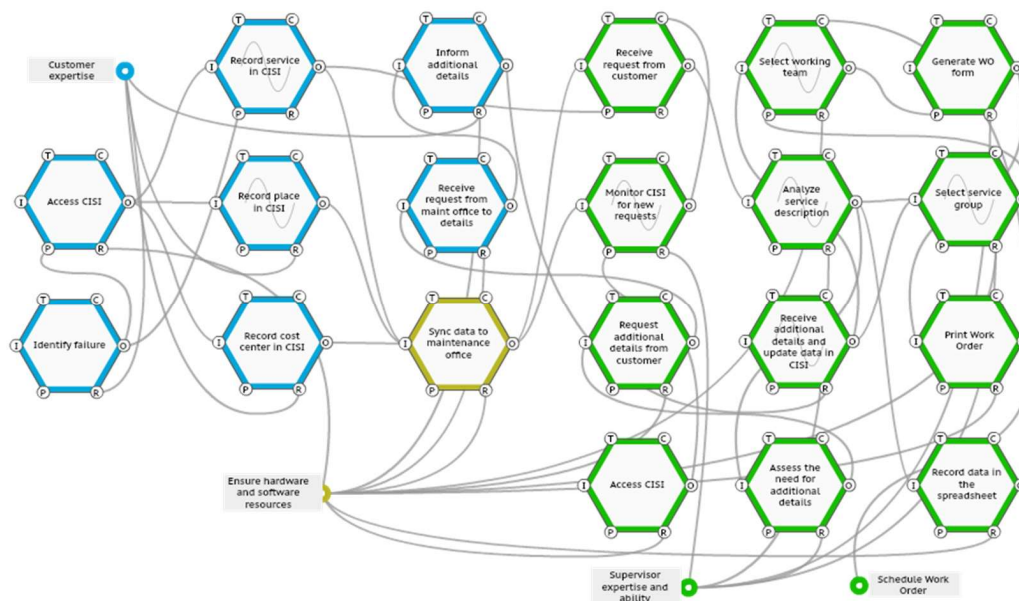 Customer
expertise
Record service
in CISI
Inform
additional
details
Receive
request from
customer
Select working
team
Generate WO
form
Access CISI
Record place
in CISI
Receive
request from
maint office to
details
Monitor CISI
for new
requests
Analyze
service
description
Select service
group
Identify failure
Record cost
center in CISI
Sync data to
maintenance
office
Request
additional
details from
customer
Receive
additional
details and
update data in
CISI
Print Work
Order
Ensure hardware
and software
resources
Access CISI
Assess the
need for
additional
details
Record data in
the
spreadsheet
Supervisor
expertise and
ability
Schedule Work
Order
T C I O P R
T C I O P R
T C I O P R
T C I O P R
T C I P R
T C I O P R
T C I O P R
T C I O P R
T C I O P R
T C I O P R
T C I P R
T C I O P R
T C I O P R
T C I O P R
T C I O P R
T C I O P R
T C I P R
T C I O P R
T C I O P R
T C I P R